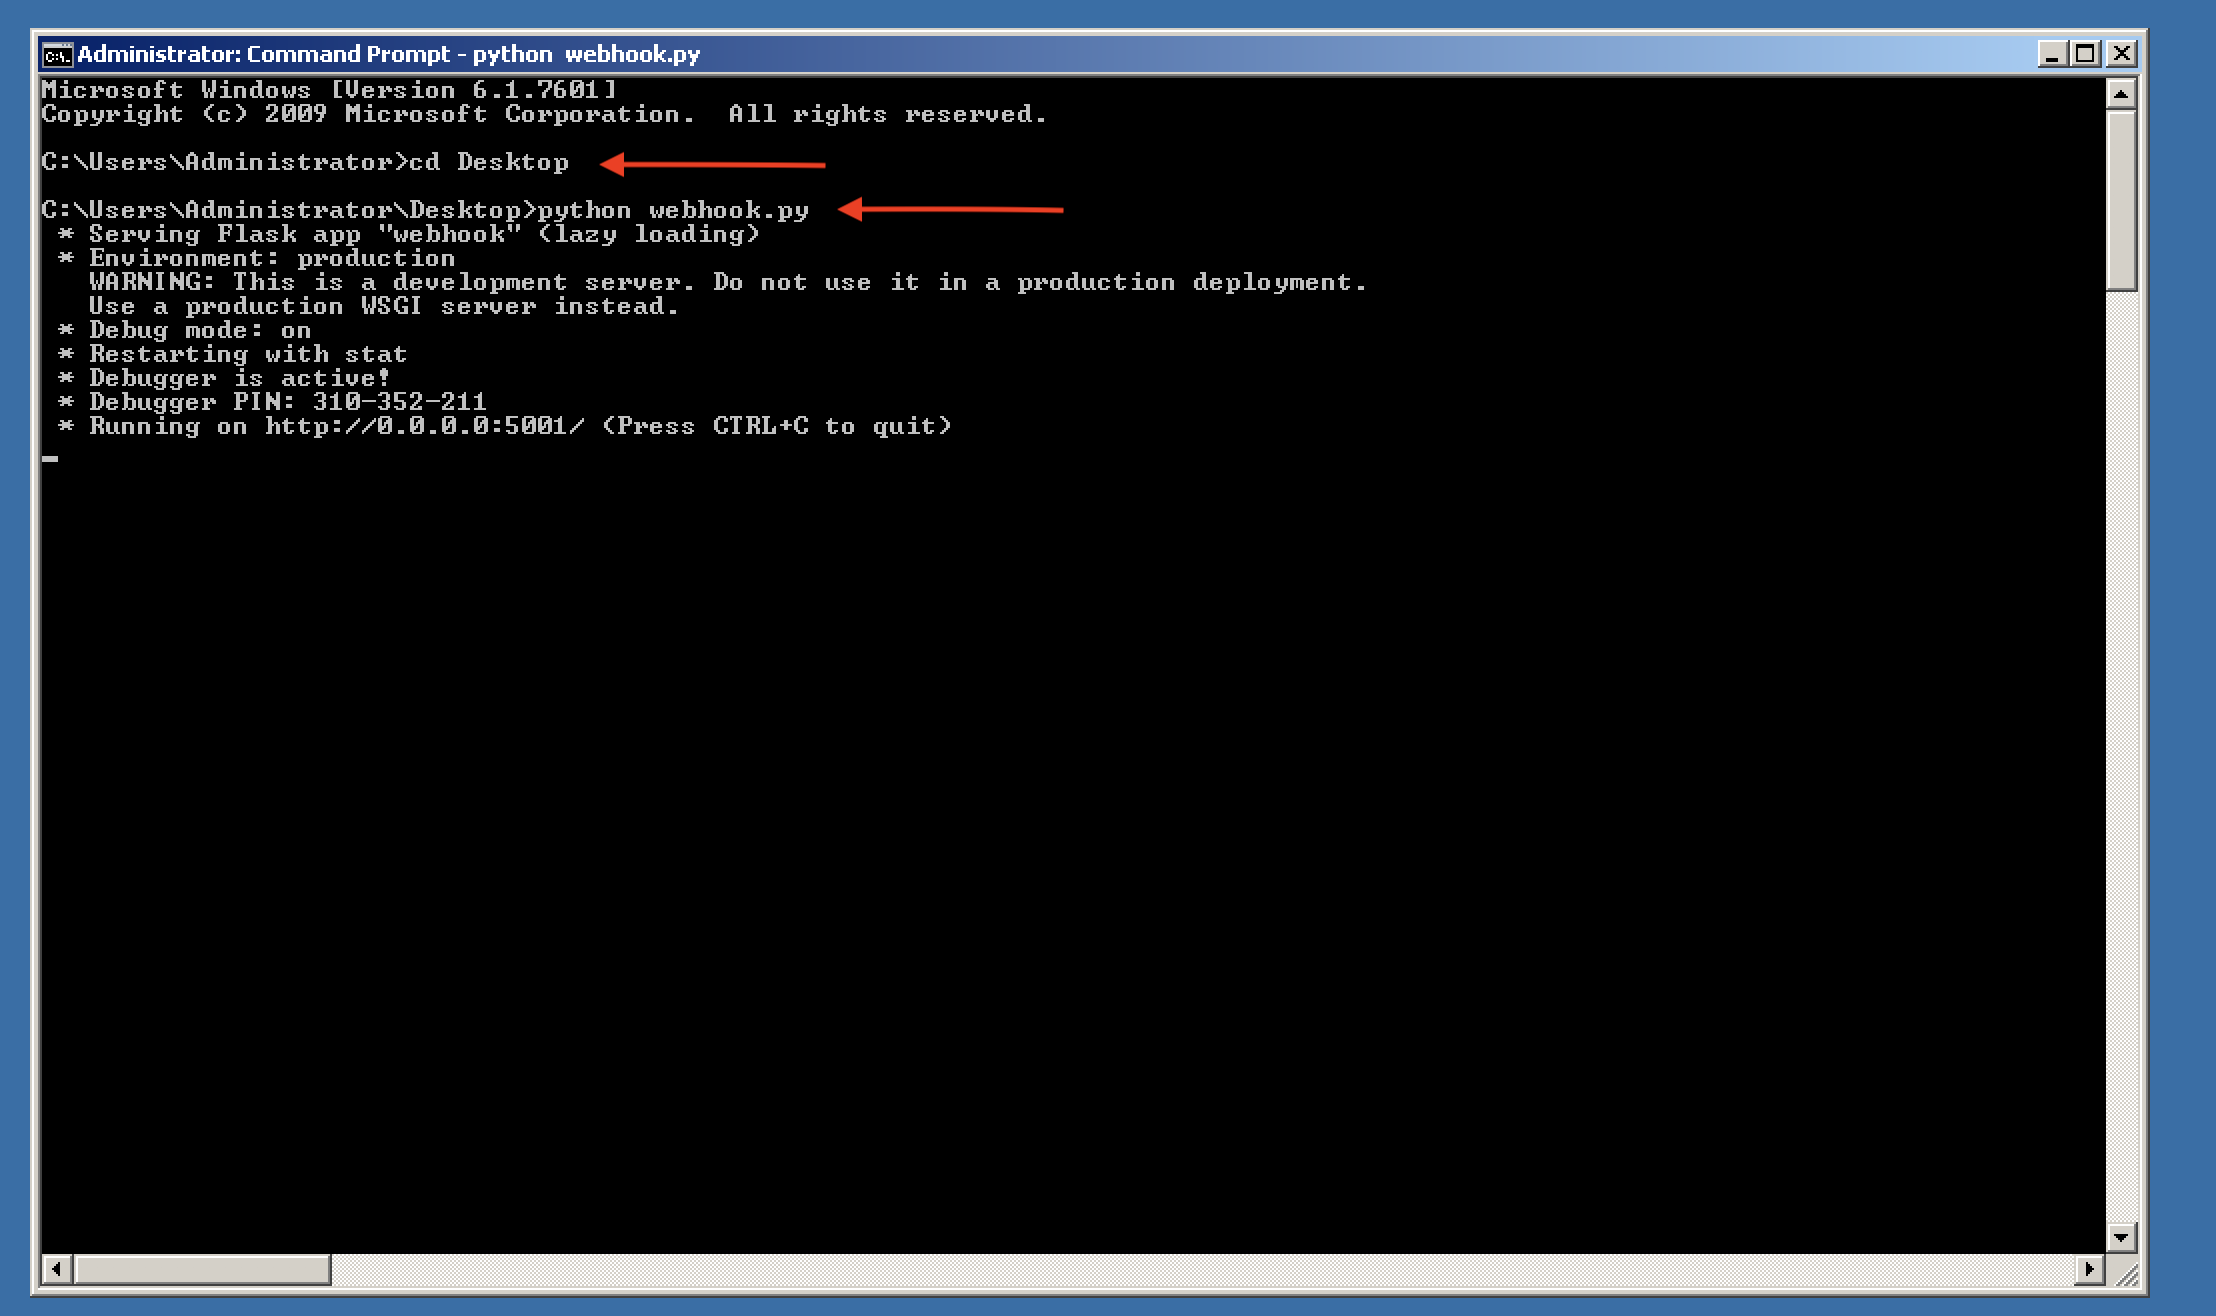 Administrator: Command Prompt - python  webhook.py
Microsoft Windows [Version 6.1.7601]
Copyright (c) 2009 Microsoft Corporation.  All rights reserved.
C:\Users\Administrator>cd Desktop
C:\Users\Administrator\Desktop>python webhook.py
 * Serving Flask app "webhook" (lazy loading)
 * Environment: production
   WARNING: This is a development server. Do not use it in a production deployment.
   Use a production WSGI server instead.
 * Debug mode: on
 * Restarting with stat
 * Debugger is active!
 * Debugger PIN: 310-352-211
 * Running on http://0.0.0.0:5001/ (Press CTRL+C to quit)